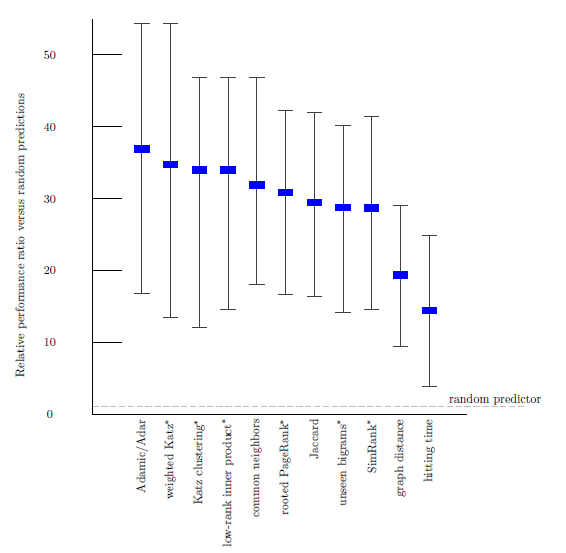 Relative performance ratio versus random predictions
50
40
30
20
10
0
random predictor
Adamic/Adar
weighted Katz*
Katz clustering*
low-rank inner product*
common neighbors
rooted PageRank*
Jaccard
unseen bigrams*
SimRank*
graph distance
hitting time